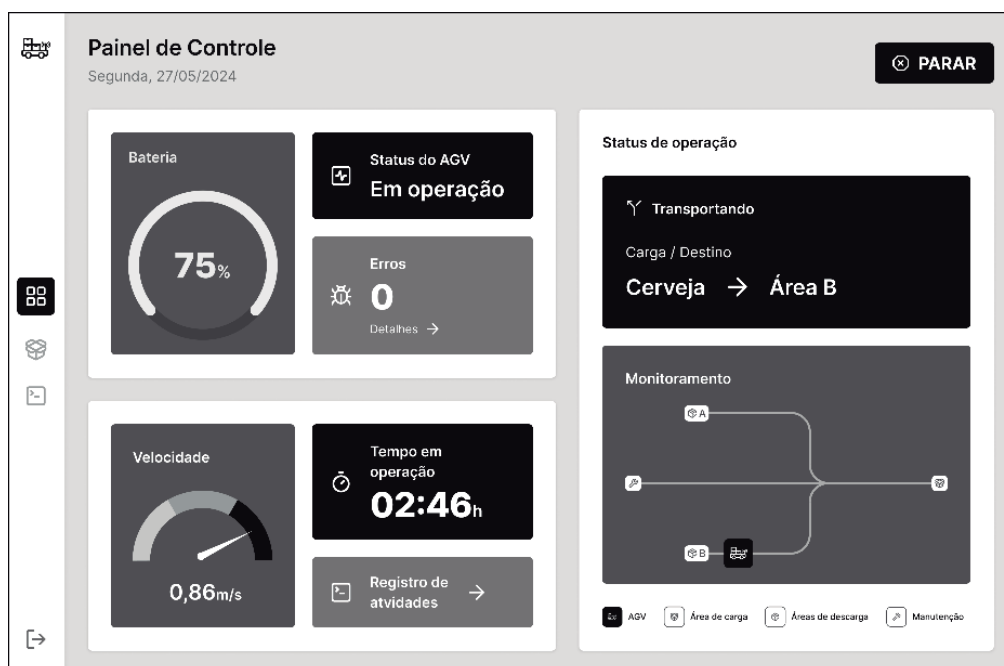 Painel de Controle
Segunda, 27/05/2024
PARAR
Bateria
75%
Status do AGV
Em operação
Erros
0
Detalhes →
Velocidade
0,86m/s
Tempo em
operação
02:46h
Registro de
atvidades →
Status de operação
Transportando
Carga / Destino
Cerveja → Área B
Monitoramento
A
B
AGV
Área de carga
Áreas de descarga
Manutenção